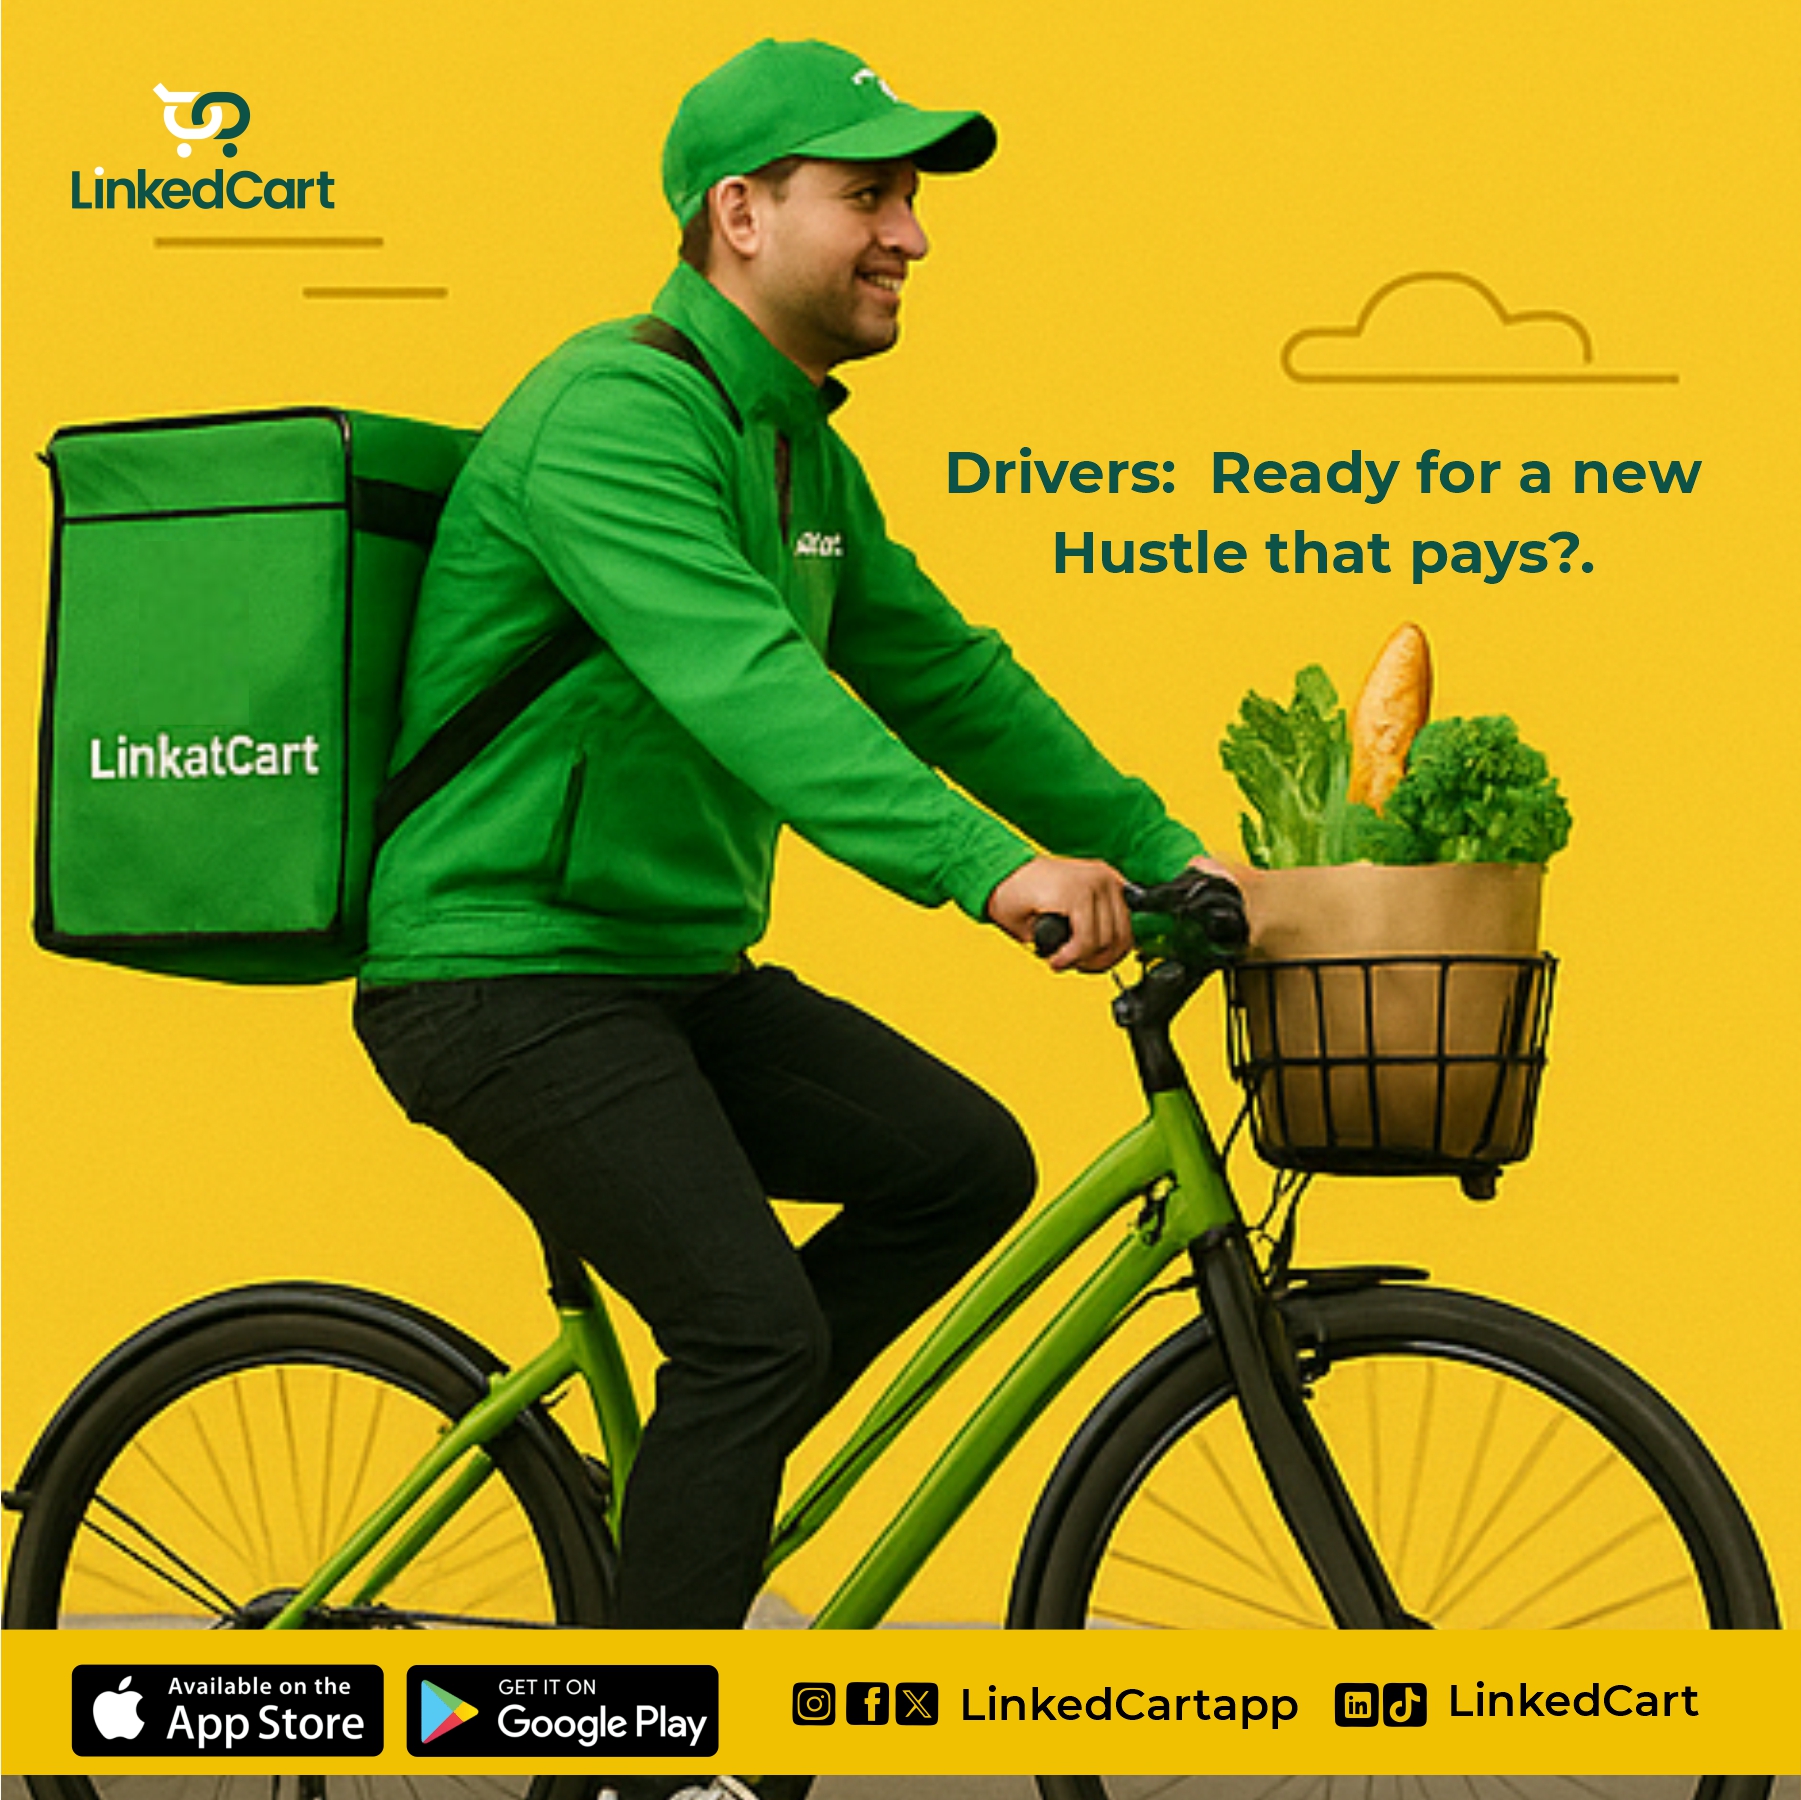 LinkedCart
Drivers: Ready for a new
Hustle that pays?.
LinkatCart
Available on the
App Store
GET IT ON
Google Play
LinkedCartapp
LinkedCart